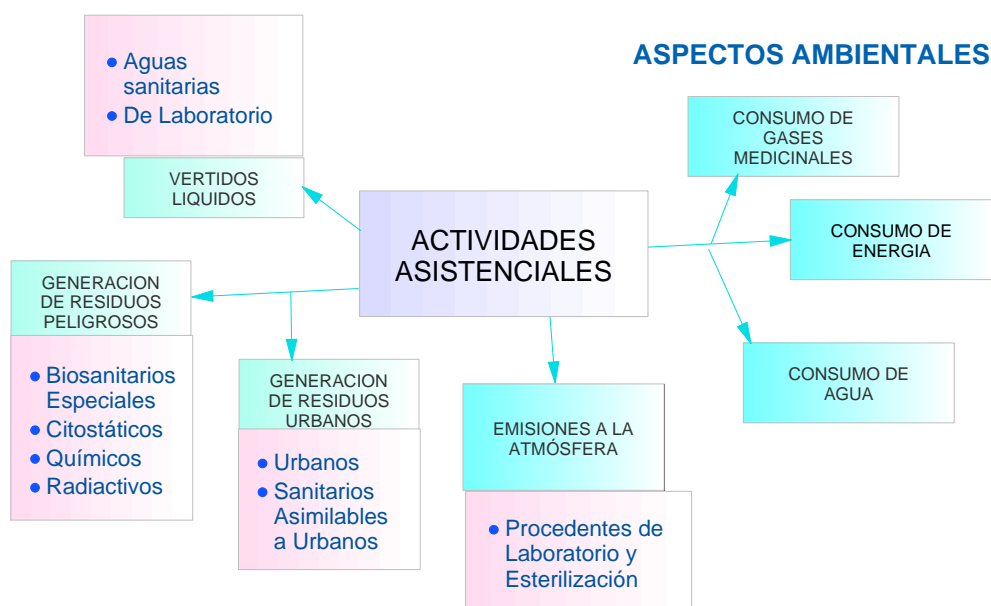 ASPECTOS AMBIENTALES
Aguas
sanitarias
De Laboratorio
VERTIDOS
LIQUIDOS
CONSUMO DE
GASES
MEDICINALES
ACTIVIDADES
ASISTENCIALES
CONSUMO DE
ENERGIA
GENERACION
DE RESIDUOS
PELIGROSOS
Biosanitarios
Especiales
Citostáticos
Químicos
Radiactivos
GENERACION
DE RESIDUOS
URBANOS
Urbanos
Sanitarios
Asimilables
a Urbanos
EMISIONES A LA
ATMÓSFERA
Procedentes de
Laboratorio y
Esterilización
CONSUMO DE
AGUA